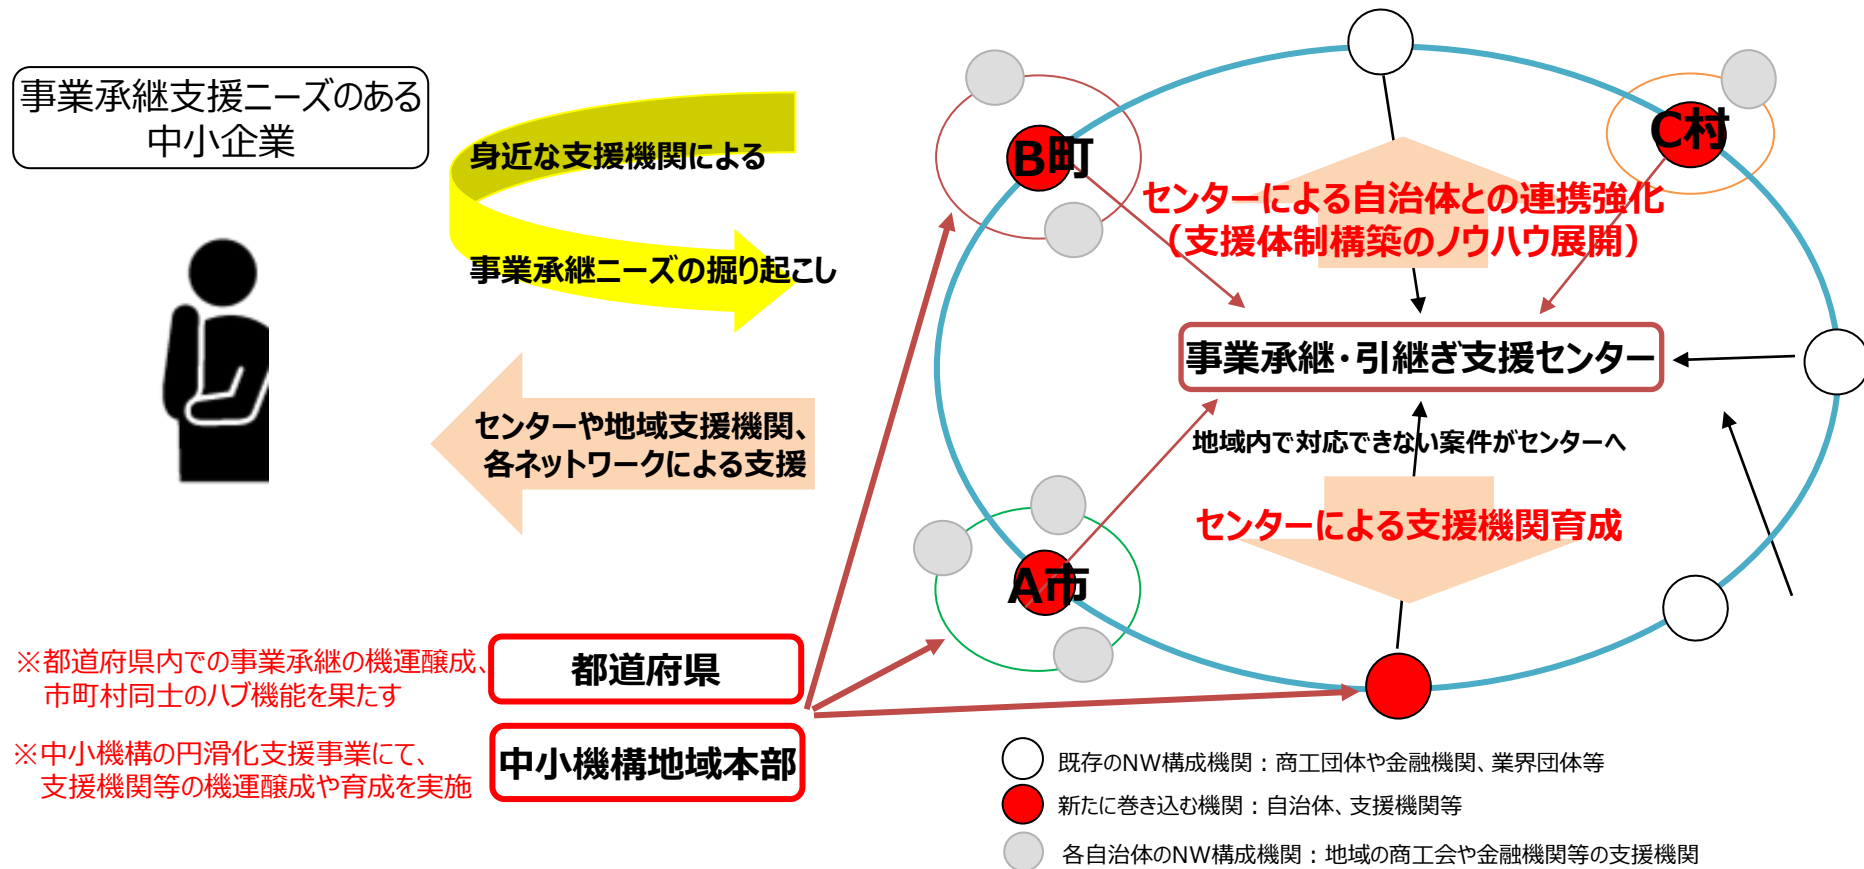 事業承継支援ニーズのある
中小企業
身近な支援機関による
事業承継ニーズの掘り起こし
センターや地域支援機関、
各ネットワークによる支援
B町
C村
センターによる自治体との連携強化
（支援体制構築のノウハウ展開）
事業承継・引継ぎ支援センター
地域内で対応できない案件がセンターへ
センターによる支援機関育成
A市
※都道府県内での事業承継の機運醸成、
市町村同士のハブ機能を果たす
都道府県
※中小機構の円滑化支援事業にて、
支援機関等の機運醸成や育成を実施
中小機構地域本部
既存のNW構成機関：商工団体や金融機関、業界団体等
新たに巻き込む機関：自治体、支援機関等
各自治体のNW構成機関：地域の商工会や金融機関等の支援機関